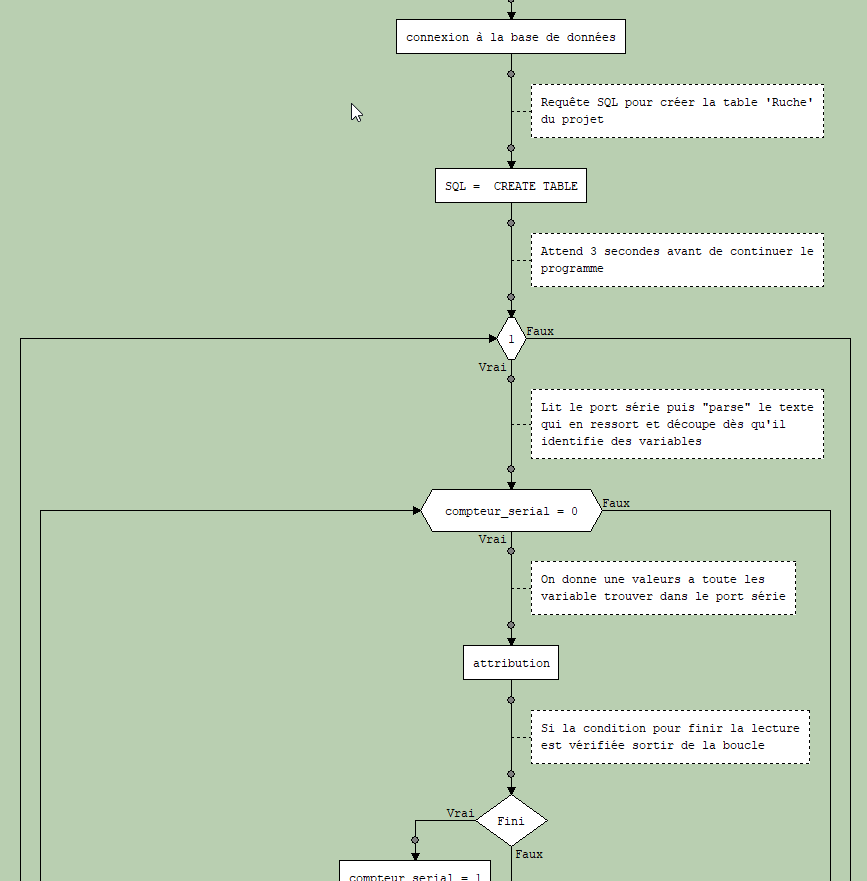 connexion à la base de données
Requête SQL pour créer la table 'Ruche'
du projet
SQL = CREATE TABLE
Attend 3 secondes avant de continuer le
programme
1
Faux
Vrai
Lit le port série puis "parse" le texte
qui en ressort et découpe dès qu'il
identifie des variables
compteur_serial = 0
Faux
Vrai
On donne une valeurs a toute les
variable trouver dans le port série
attribution
Si la condition pour finir la lecture
est vérifiée sortir de la boucle
Vrai
Fini
Faux
compteur_serial = 1